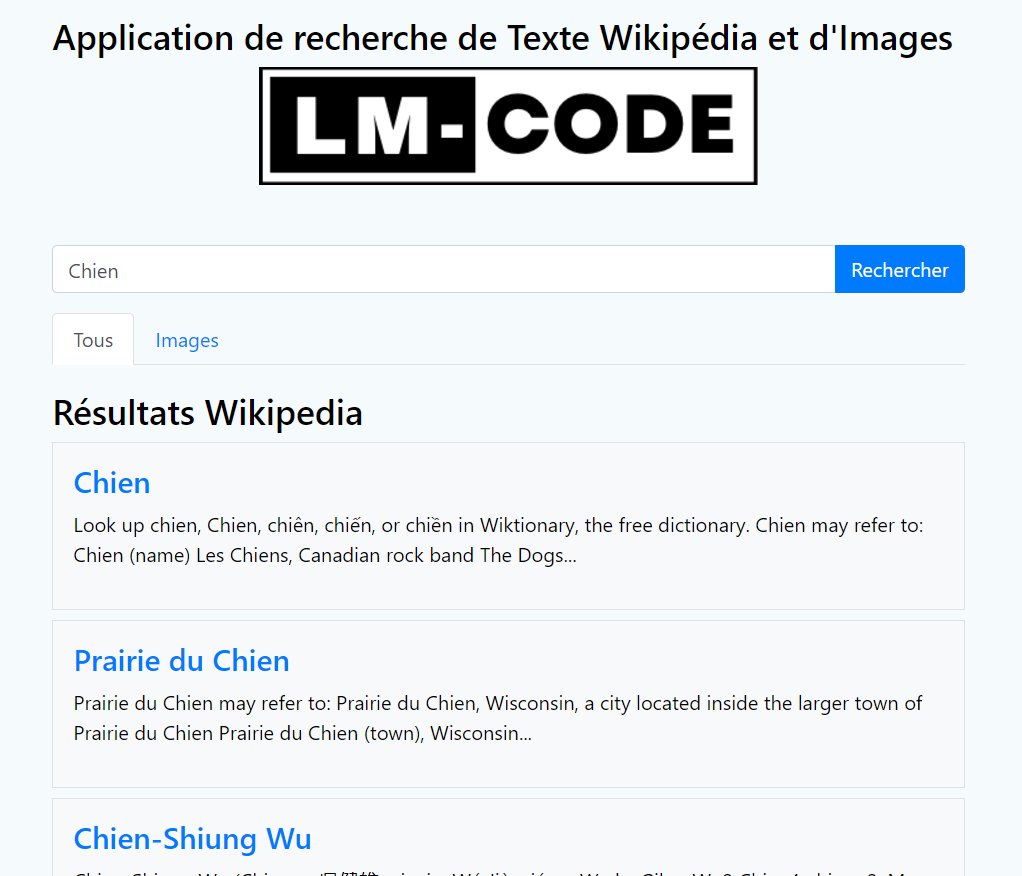 Application de recherche de Texte Wikipédia et d'Images
LM-CODE
Chien
Rechercher
Tous
Images
Résultats Wikipedia
Chien
Look up chien, Chien, chiên, chiến, or chiền in Wiktionary, the free dictionary. Chien may refer to:
Chien (name) Les Chiens, Canadian rock band The Dogs...
Prairie du Chien
Prairie du Chien may refer to: Prairie du Chien, Wisconsin, a city located inside the larger town of
Prairie du Chien Prairie du Chien (town), Wisconsin...
Chien-Shiung Wu